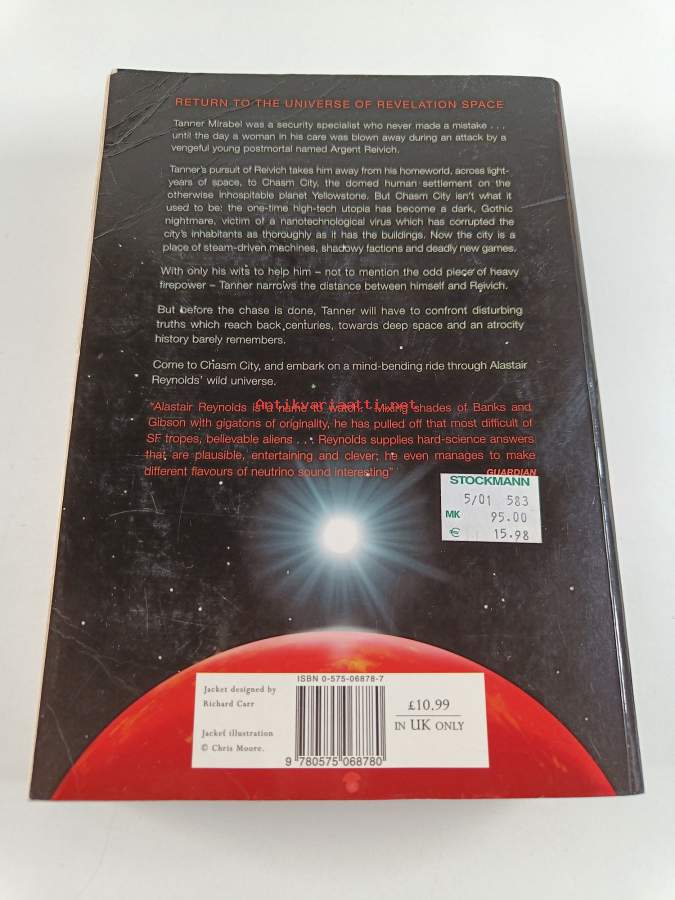 RETURN TO THE UNIVERSE OF REVELATION SPACE
Tanner Mirabel was a security specialist who never made a mistake . . .
until the day a woman in his care was blown away during an attack by a
vengeful young postmortal named Argent Reivich.
Tanner's pursuit of Reivich takes him away from his homeworld, across light-
years of space, to Chasm City, the domed human settlement on the
otherwise inhospitable planet Yellowstone. But Chasm City isn't what it
used to be: the one-time high-tech utopia has become a dark, Gothic
nightmare, victim of a nanotechnological virus which has corrupted the
city's inhabitants as thoroughly as it has the buildings. Now the city is a
place of steam-driven machines, shadowy factions and deadly new games.
With only his wits to help him – not to mention the odd piece of heavy
firepower – Tanner narrows the distance between himself and Reivich.
But before the chase is done, Tanner will have to confront disturbing
truths which reach back centuries, towards deep space and an atrocity
history barely remembers.
Come to Chasm City, and embark on a mind-bending ride through Alastair
Reynolds' wild universe.
Antikvariaatti.net
"Alastair Reynolds is a name to watch. Mixing shades of Banks and
Gibson with gigatons of originality, he has pulled off that most difficult of
SF tropes, believable aliens . . . Reynolds supplies hard-science answers
that are plausible, entertaining and clever; he even manages to make
different flavours of neutrino sound interesting"
GUARDIAN
STOCKMANN
5/01 583
MK 95.00
€ 15.98
ISBN 0-575-06878-7
Jacket designed by
Richard Carr
Jacket illustration
© Chris Moore.
9 780575 068780
£10.99
IN UK ONLY